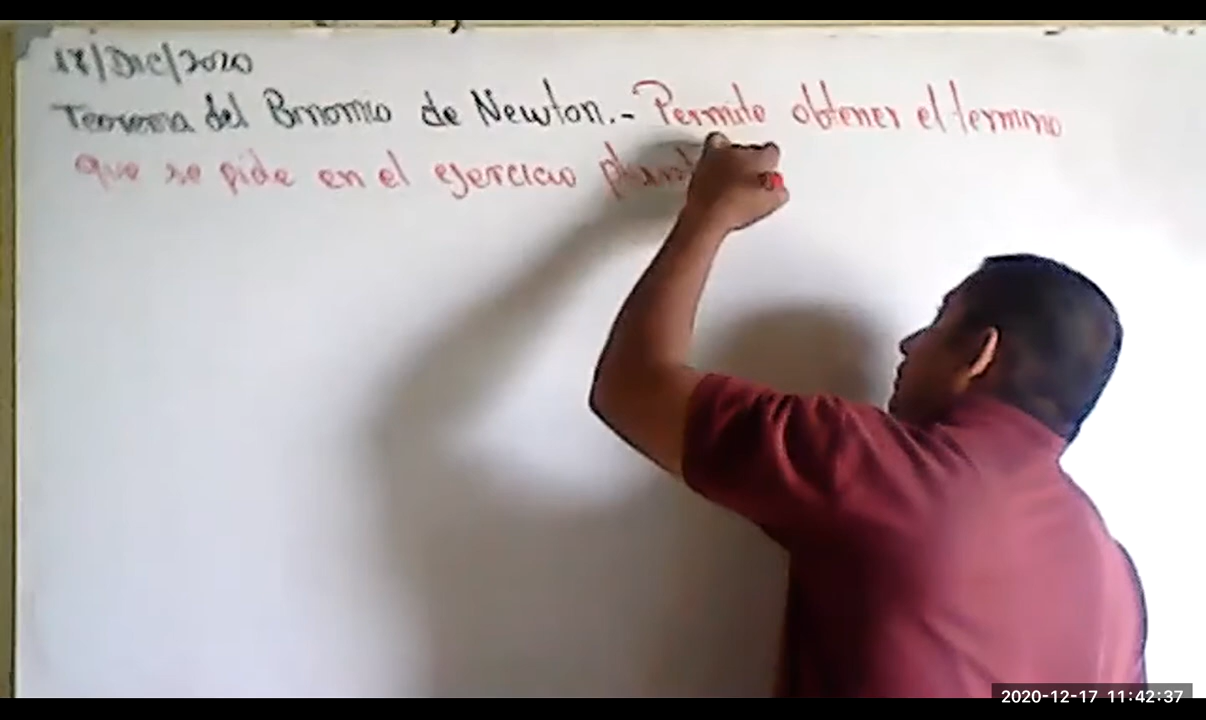 17/Dic/2020
Teorema del Binomio de Newton.- Permite obtener el termino
que se pide en el ejercicio
2020-12-17 11:42:37